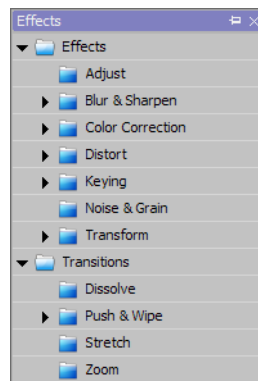 Effects
Effects
Adjust
Blur & Sharpen
Color Correction
Distort
Keying
Noise & Grain
Transform
Transitions
Dissolve
Push & Wipe
Stretch
Zoom